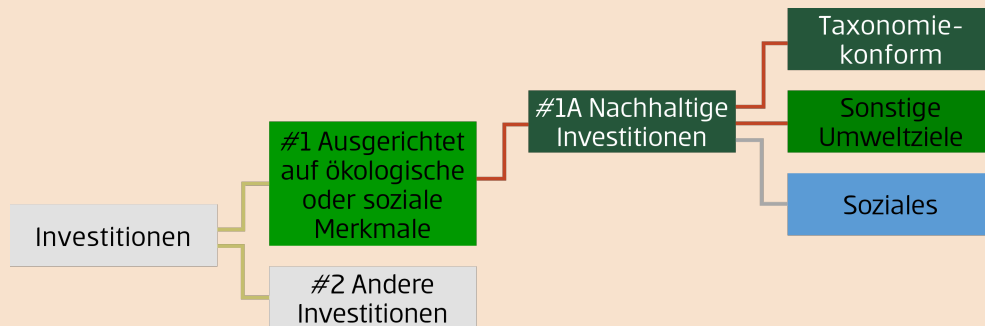 Taxonomie-
konform
#1A Nachhaltige
Investitionen
Sonstige
Umweltziele
#1 Ausgerichtet
auf ökologische
oder soziale
Merkmale
Soziales
Investitionen
#2 Andere
Investitionen